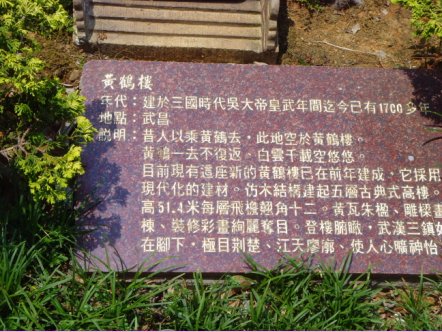 黃鶴樓
年代：建於三國時代吳大帝皇武年間迄今已有1700多年
地點：武昌
説明：昔人以乘黃鶴去，此地空於黃鶴樓。
黃鶴一去不復返，白雲千載空悠悠。
目前現有這座新的黃鶴樓已在前年建成，它採用
現代化的建材。仿木結構建起五層古典式高樓。
高51.4米每層飛檐翹角十二。黃瓦朱楹、雕樑畫
棟、裝修彩畫絢麗奪目。登樓俯瞰，武漢三鎮如
在腳下，極目荆楚、江天廖廓、使人心曠神怡